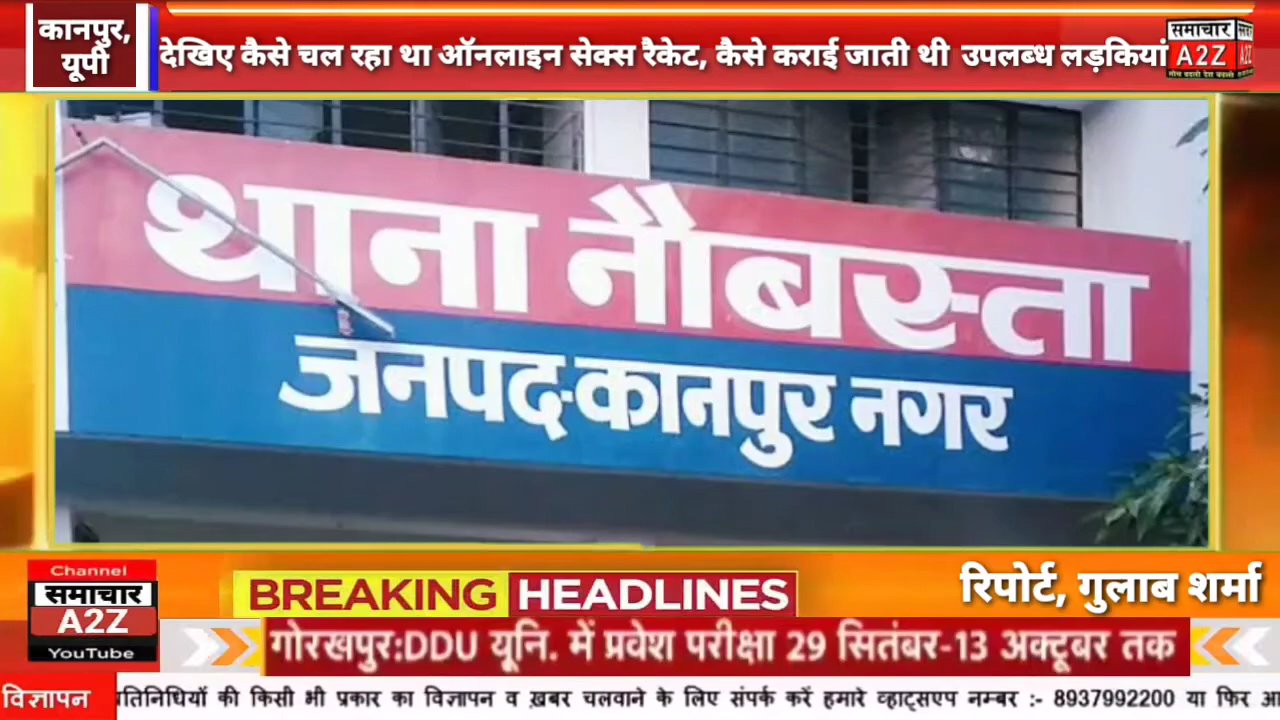 कानपुर,
यूपी
देखिए कैसे चल रहा था ऑनलाइन सेक्स रैकेट, कैसे कराई जाती थी उपलब्ध लड़कियां
समाचार
A2Z
थाना नौबस्ता
जनपद-कानपुर नगर
Channel
समाचार
A2Z
YouTube
BREAKING HEADLINES
रिपोर्ट, गुलाब शर्मा
गोरखपुर:DDU यूनि. में प्रवेश परीक्षा 29 सितंबर-13 अक्टूबर तक
विज्ञापन
की किसी भी प्रकार का विज्ञापन व ख़बर चलवाने के लिए संपर्क करें हमारे व्हाट्सएप नम्बर :- 8937992200 या फिर